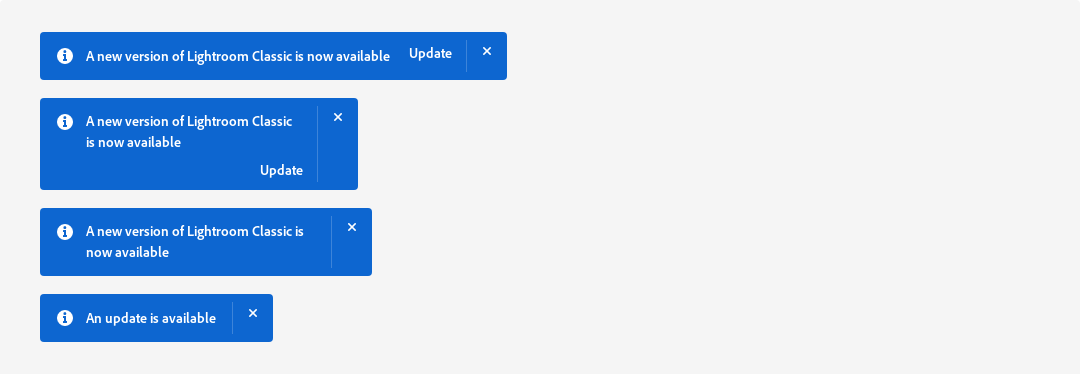 A new version of Lightroom Classic is now available Update
A new version of Lightroom Classic
is now available
Update
A new version of Lightroom Classic is
now available
An update is available